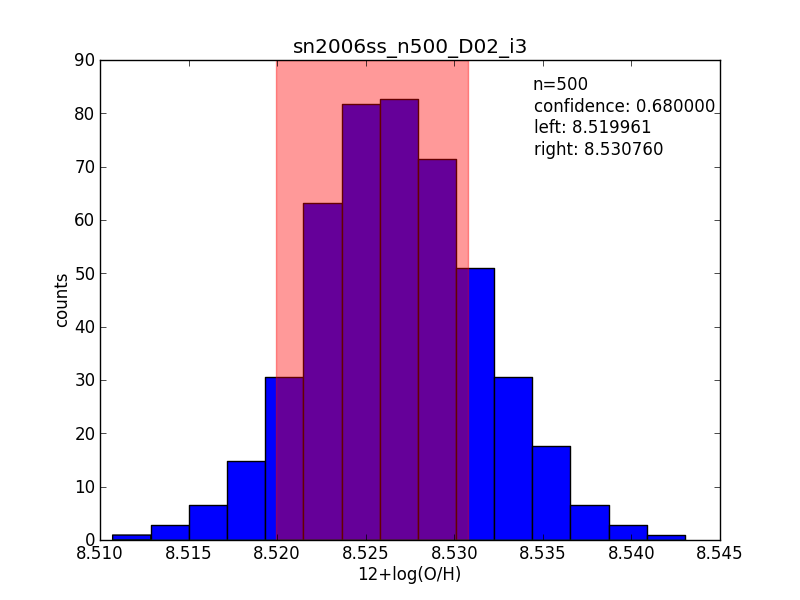 sn2006ss_n500_D02_i3
n=500
confidence: 0.680000
left: 8.519961
right: 8.530760
90
80
70
60
50
40
30
20
10
0
counts
8.510 8.515 8.520 8.525 8.530 8.535 8.540 8.545
12+log(O/H)